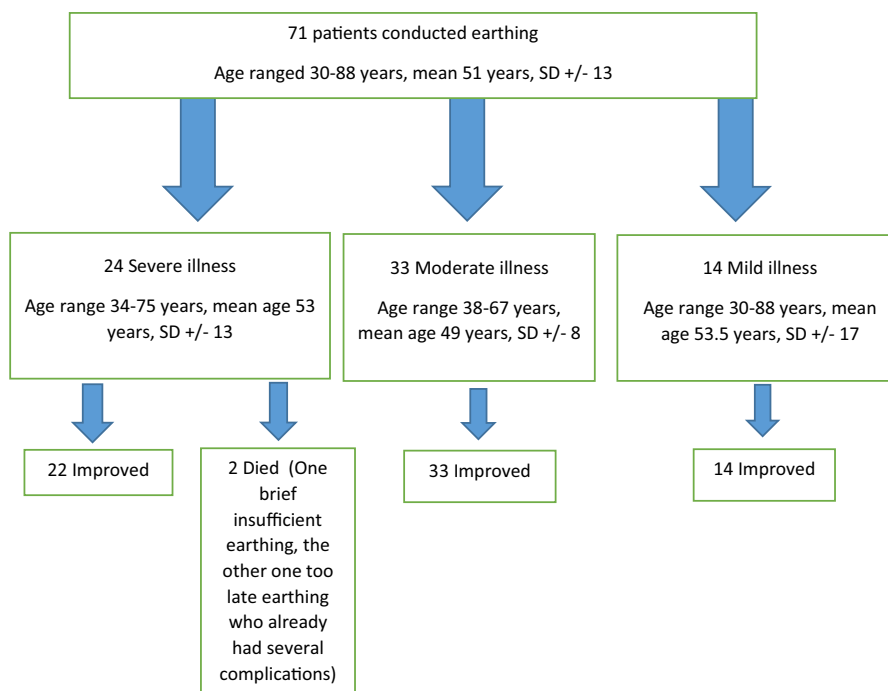 71 patients conducted earthing
Age ranged 30-88 years, mean 51 years, SD +/- 13
24 Severe illness
Age range 34-75 years, mean age 53
years, SD +/- 13
33 Moderate illness
Age range 38-67 years,
mean age 49 years, SD +/- 8
14 Mild illness
Age range 30-88 years, mean
age 53.5 years, SD +/- 17
22 Improved
2 Died (One
brief
insufficient
earthing, the
other one too
late earthing
who already
had several
complications)
33 Improved
14 Improved